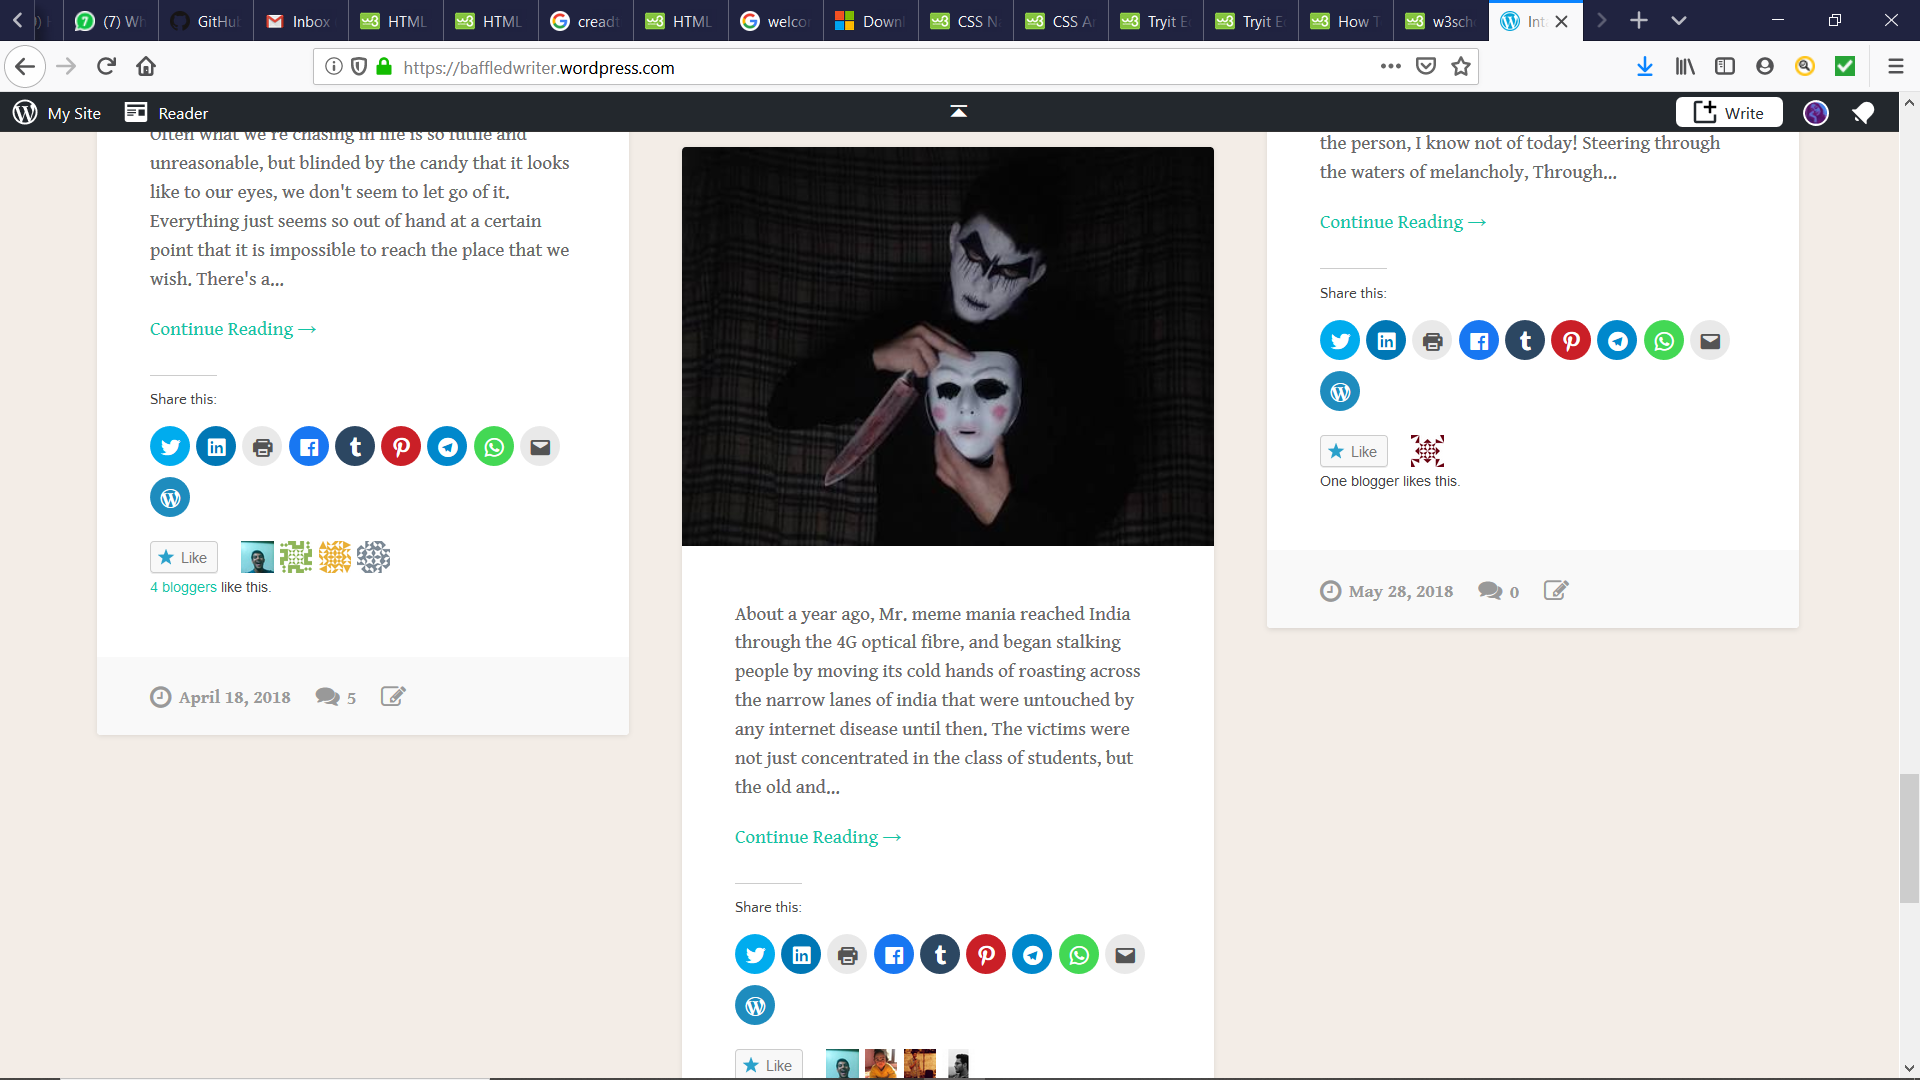 (7) Wh
GitHub
Inbox
HTML
HTML
creadt
HTML
welcor
Downl
CSS N
CSS Ar
Tryit Ed
Tryit Ed
How T
w3sch
Int
https://baffledwriter.wordpress.com
My Site
Reader
Write
Often what we're chasing in life is so futile and
unreasonable, but blinded by the candy that it looks
like to our eyes, we don't seem to let go of it.
Everything just seems so out of hand at a certain
point that it is impossible to reach the place that we
wish. There's a...
Continue Reading →
Share this:
Like
4 bloggers like this.
April 18, 2018
5
About a year ago, Mr. meme mania reached India
through the 4G optical fibre, and began stalking
people by moving its cold hands of roasting across
the narrow lanes of india that were untouched by
any internet disease until then. The victims were
not just concentrated in the class of students, but
the old and...
Continue Reading →
Share this:
Like
the person, I know not of today! Steering through
the waters of melancholy, Through...
Continue Reading →
Share this:
Like
One blogger likes this.
May 28, 2018
0